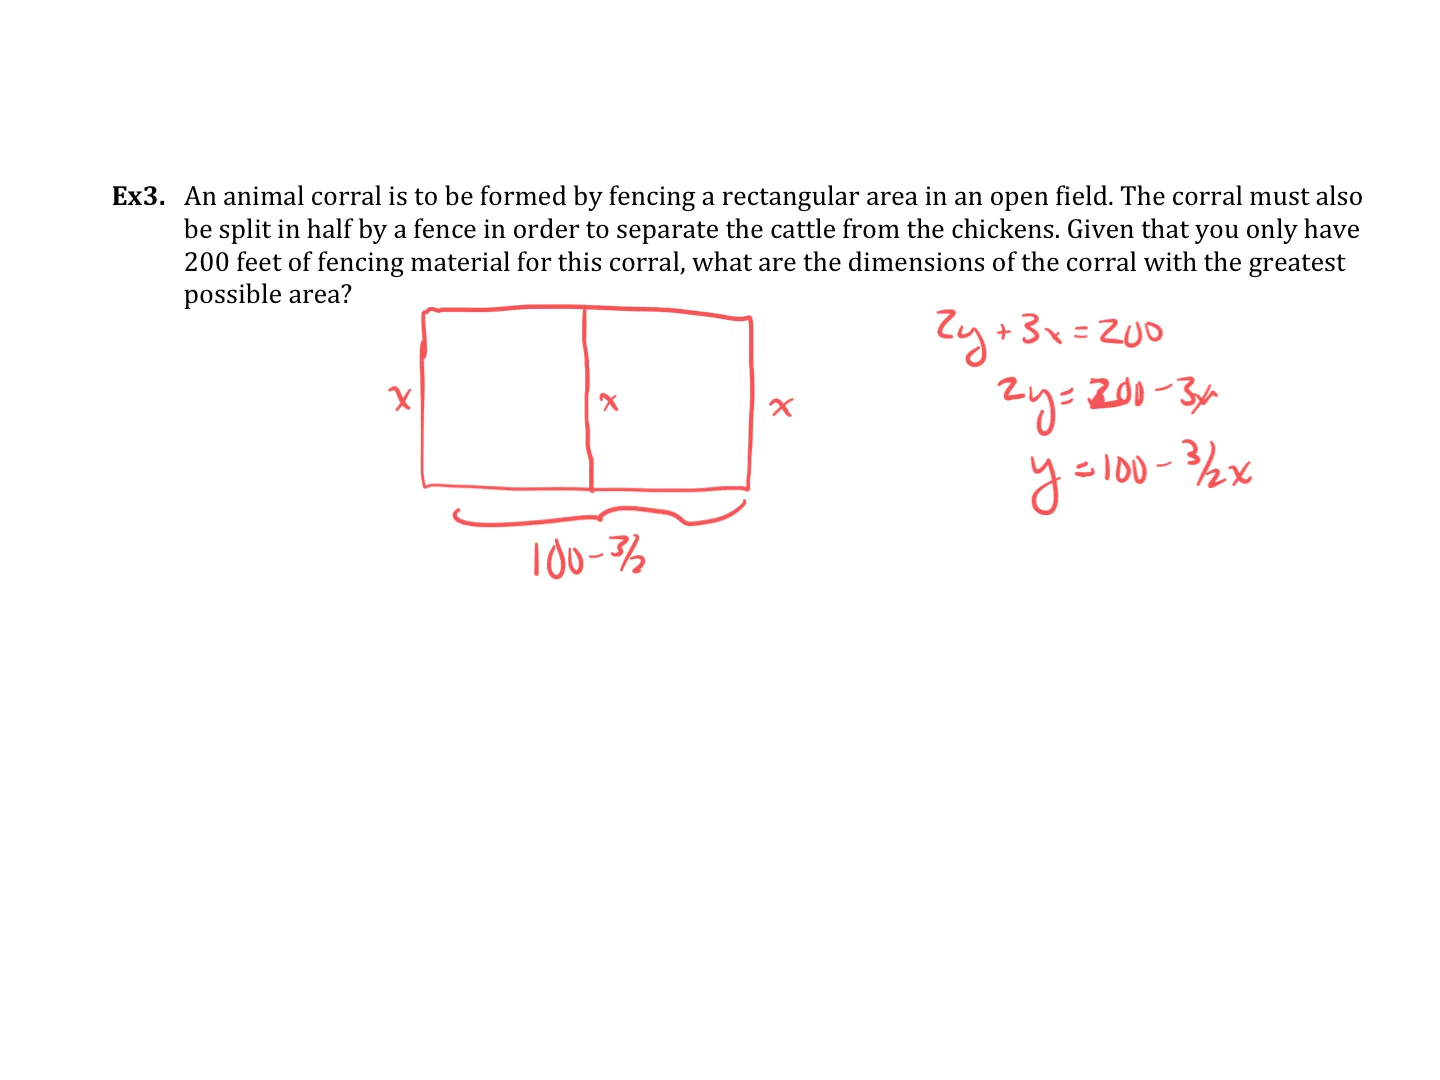 Ex3. An animal corral is to be formed by fencing a rectangular area in an open field. The corral must also
be split in half by a fence in order to separate the cattle from the chickens. Given that you only have
200 feet of fencing material for this corral, what are the dimensions of the corral with the greatest
possible area?
2y + 3x = 200
2y = 200 - 3x
x x x
y = 100 - 3/2 x
100 - 3/2